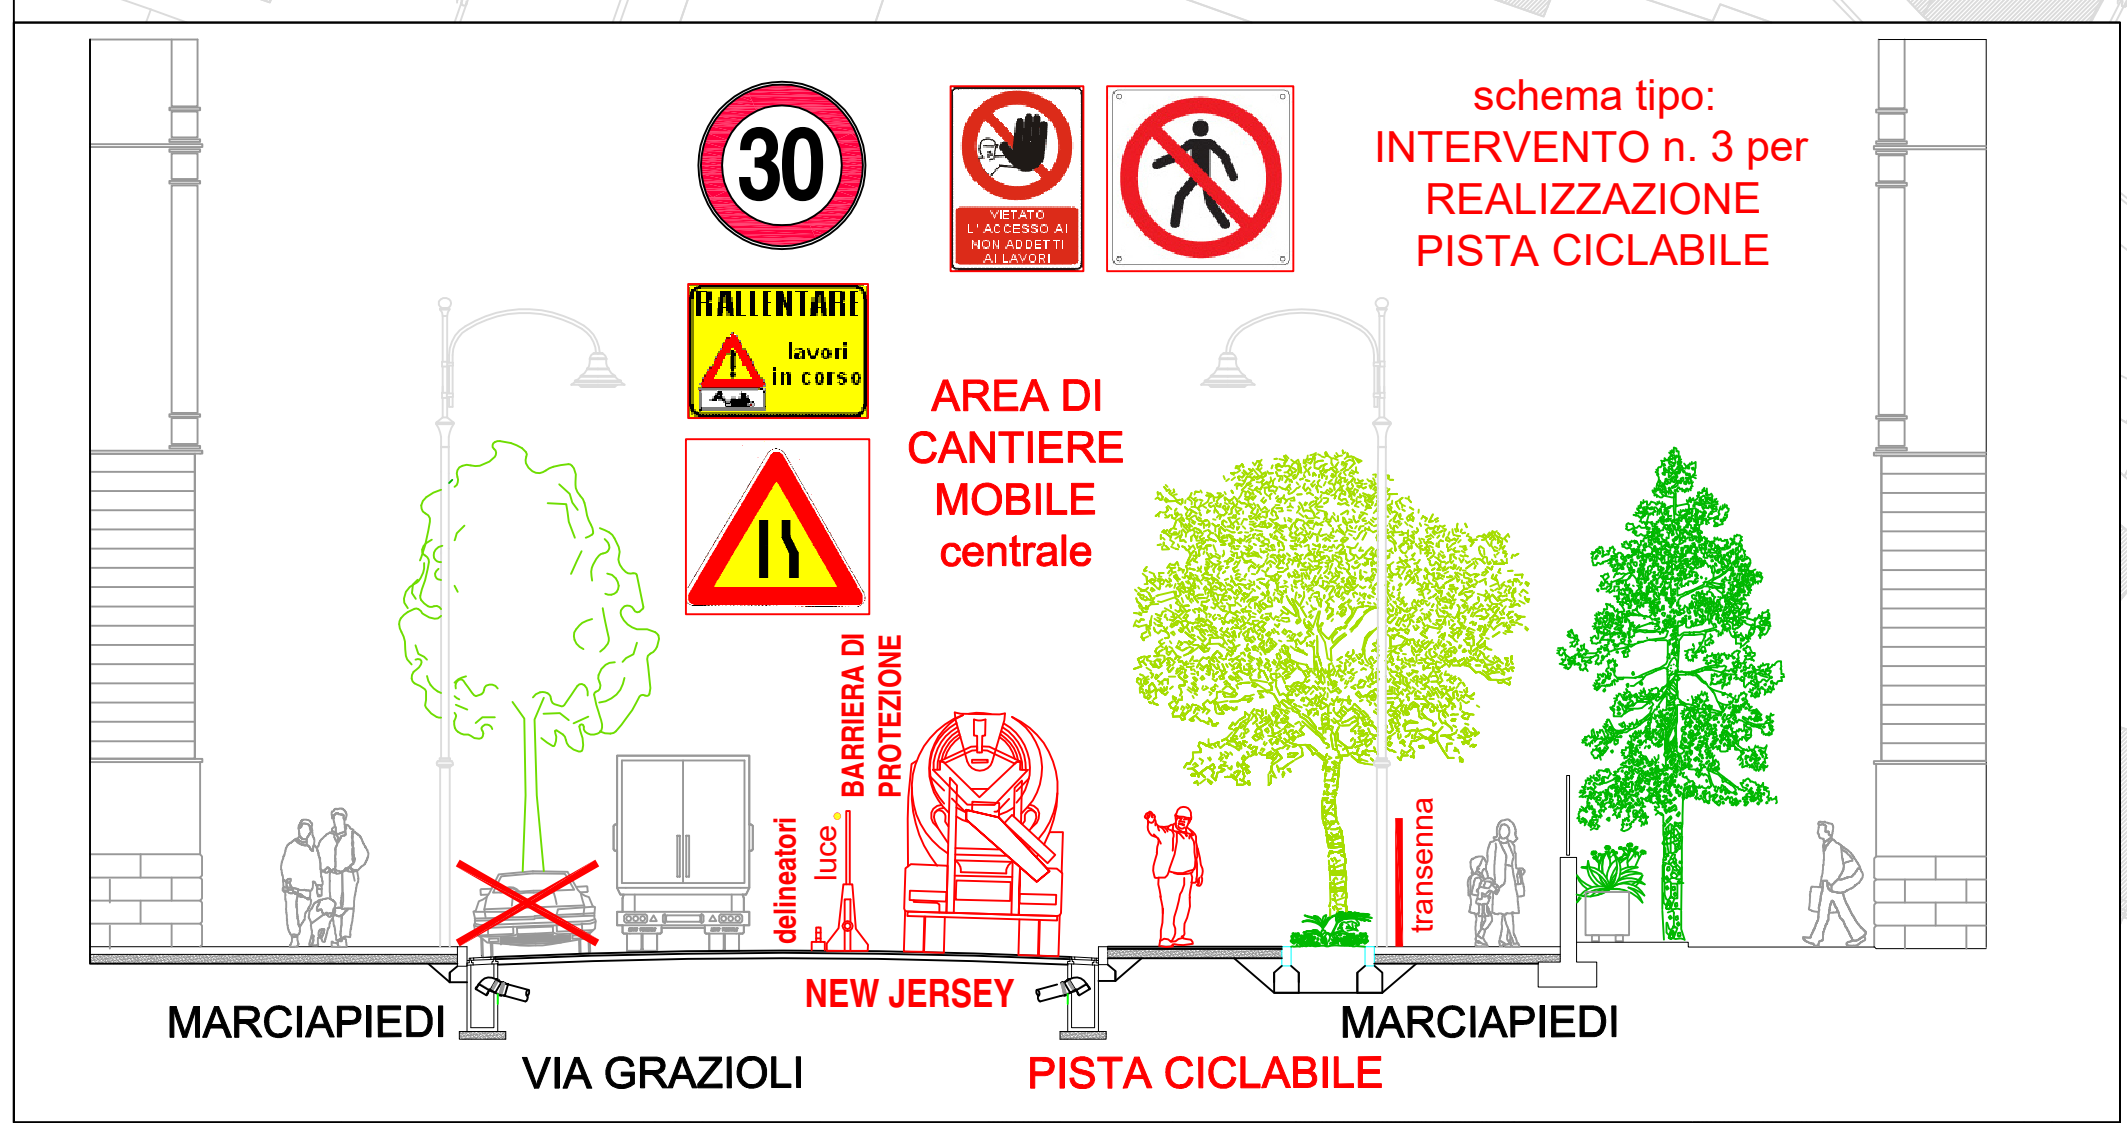 30
VIETATO
L'ACCESSO AI
NON ADDETTI
AI LAVORI
schema tipo:
INTERVENTO n. 3 per
REALIZZAZIONE
PISTA CICLABILE
RALLENTARE
lavori
in corso
AREA DI
CANTIERE
MOBILE
centrale
BARRIERA DI
PROTEZIONE
delineatori
luce
transenna
NEW JERSEY
MARCIAPIEDI
MARCIAPIEDI
VIA GRAZIOLI
PISTA CICLABILE